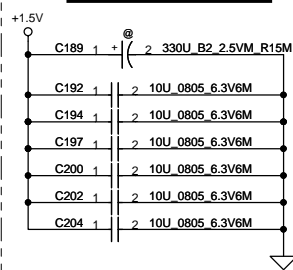 +1.5V
@
C189 1 + 2 330U_B2_2.5VM_R15M
C192 1 2 10U_0805_6.3V6M
C194 1 2 10U_0805_6.3V6M
C197 1 2 10U_0805_6.3V6M
C200 1 2 10U_0805_6.3V6M
C202 1 2 10U_0805_6.3V6M
C204 1 2 10U_0805_6.3V6M